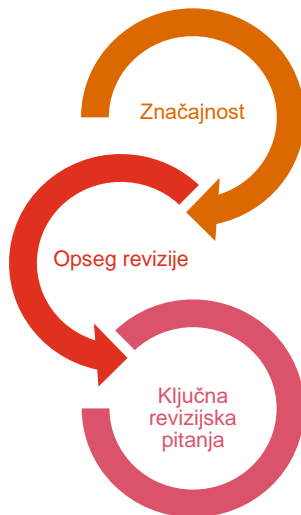 Značajnost
Opseg revizije
Ključna
revizijska
pitanja